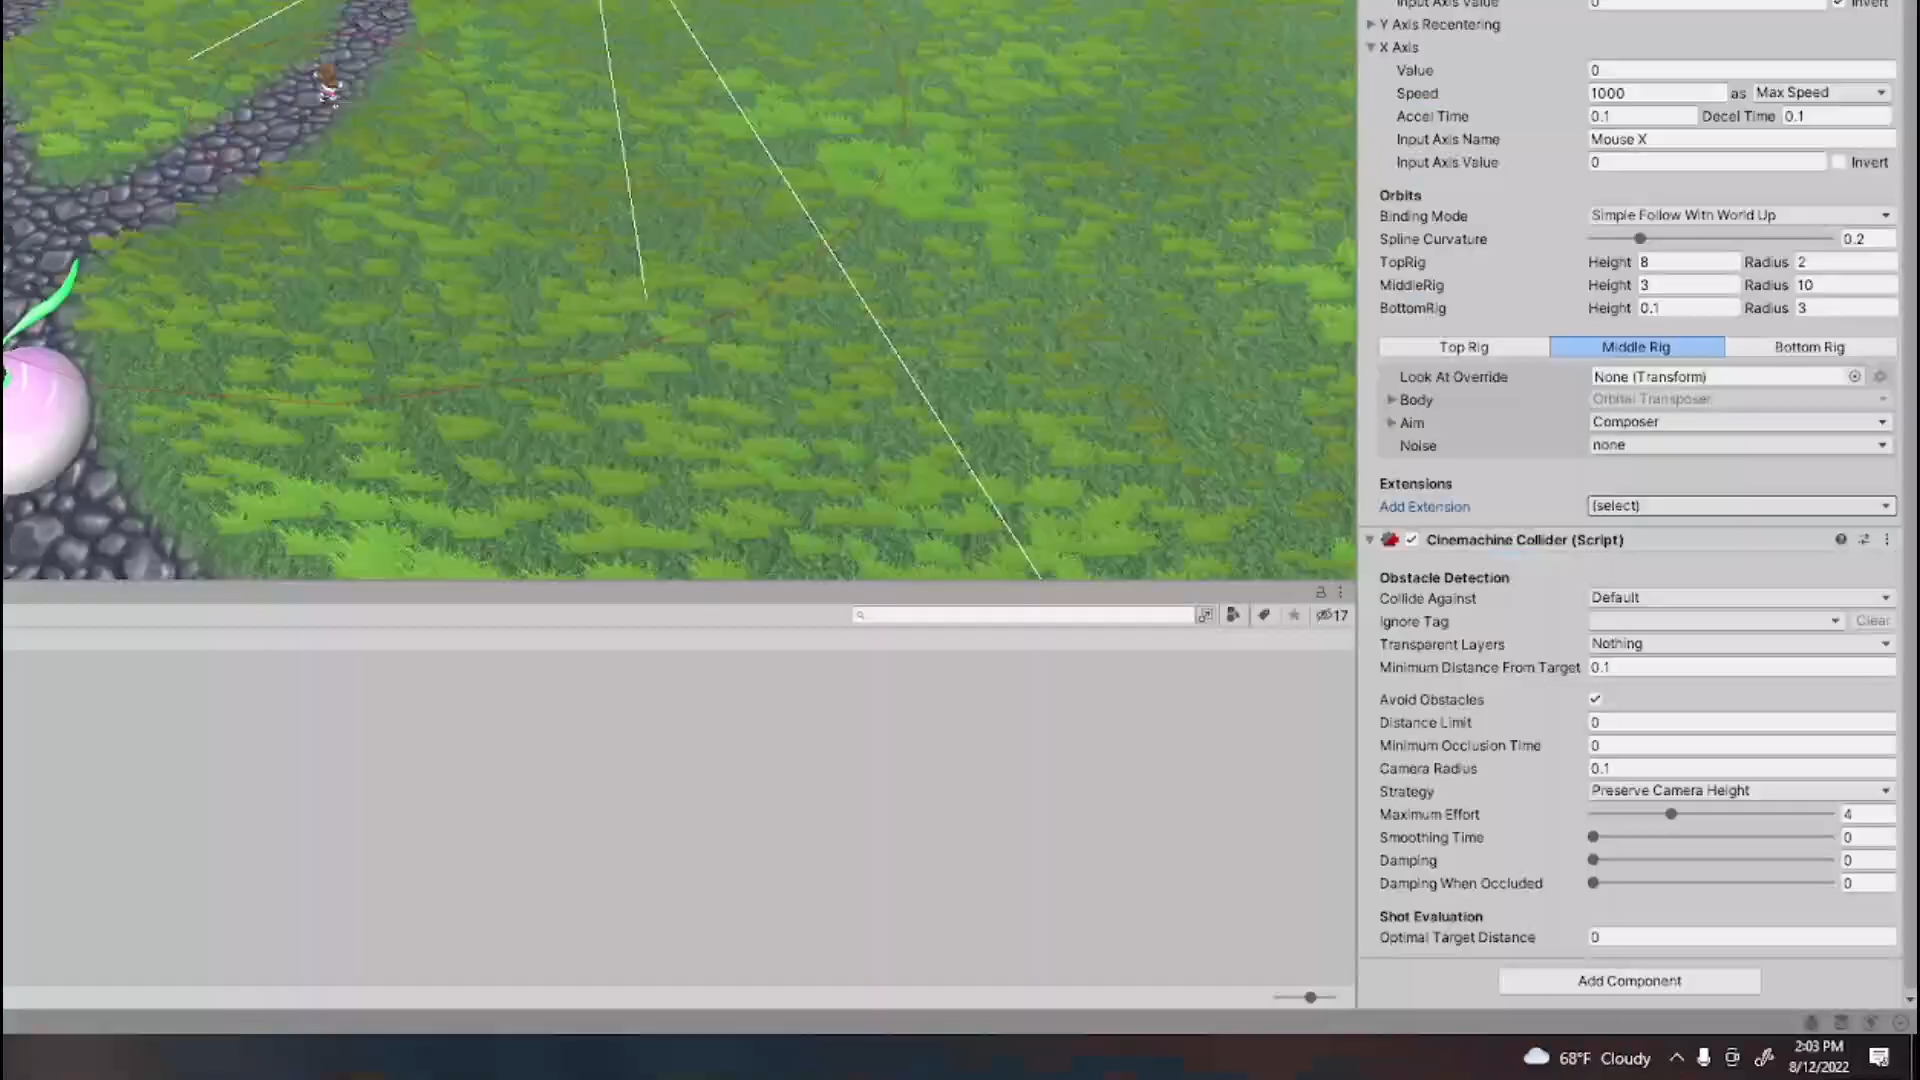 Input Axis Value 0 Invert
Y Axis Recentering
X Axis
Value 0
Speed 1000 as Max Speed
Accel Time 0.1 Decel Time 0.1
Input Axis Name Mouse X
Input Axis Value 0 Invert
Orbits
Binding Mode Simple Follow With World Up
Spline Curvature 0.2
TopRig Height 8 Radius 2
MiddleRig Height 3 Radius 10
BottomRig Height 0.1 Radius 3
Top Rig Middle Rig Bottom Rig
Look At Override None (Transform)
Body Orbital Transposer
Aim Composer
Noise none
Extensions
Add Extension (select)
Cinemachine Collider (Script)
Obstacle Detection
Collide Against Default
Ignore Tag Clear
Transparent Layers Nothing
Minimum Distance From Target 0.1
Avoid Obstacles
Distance Limit 0
Minimum Occlusion Time 0
Camera Radius 0.1
Strategy Preserve Camera Height
Maximum Effort 4
Smoothing Time 0
Damping 0
Damping When Occluded 0
Shot Evaluation
Optimal Target Distance 0
Add Component
17
68°F Cloudy
2:03 PM
8/12/2022